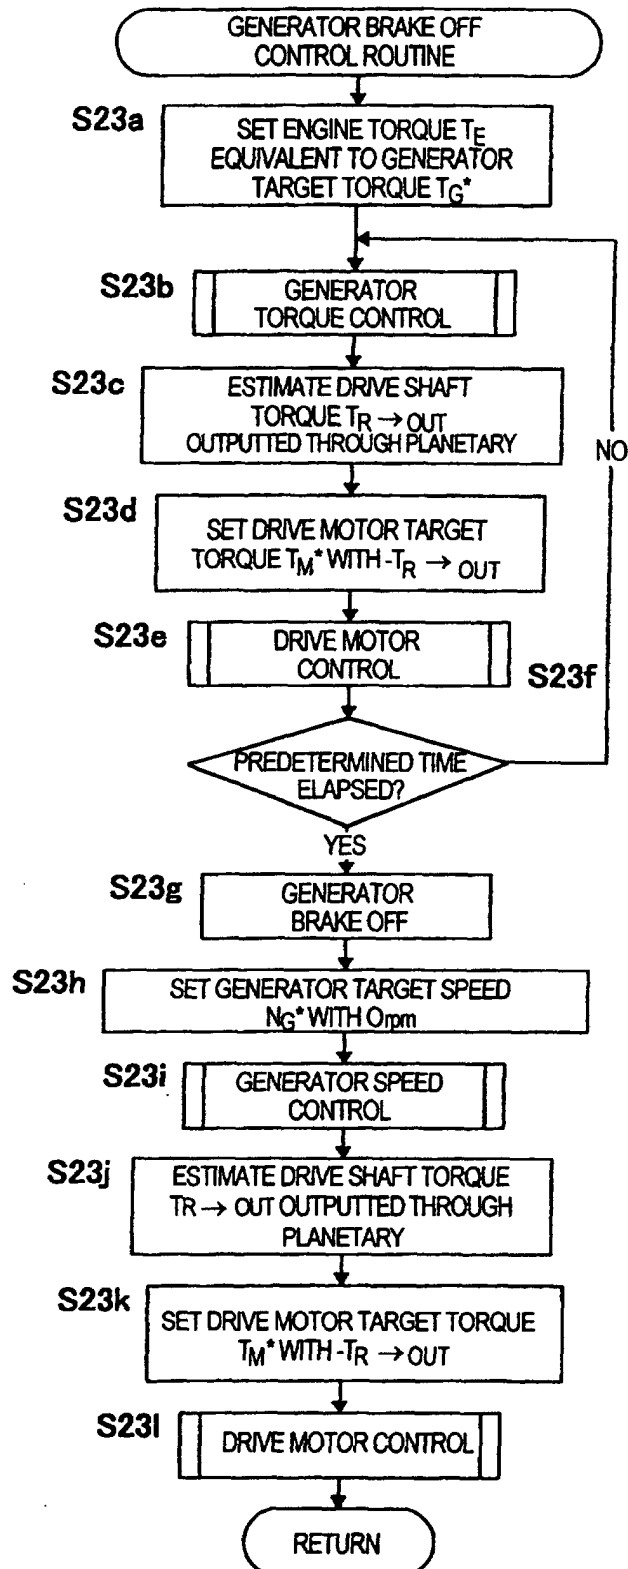 GENERATOR BRAKE OFF
CONTROL ROUTINE
S23a
SET ENGINE TORQUE TE
EQUIVALENT TO GENERATOR
TARGET TORQUE TG*
S23b
GENERATOR
TORQUE CONTROL
S23c
ESTIMATE DRIVE SHAFT
TORQUE TR → OUT
OUTPUTTED THROUGH PLANETARY
NO
S23d
SET DRIVE MOTOR TARGET
TORQUE TM* WITH -TR → OUT
S23e
DRIVE MOTOR
CONTROL
S23f
PREDETERMINED TIME
ELAPSED?
YES
S23g
GENERATOR
BRAKE OFF
S23h
SET GENERATOR TARGET SPEED
NG* WITH 0rpm
S23i
GENERATOR SPEED
CONTROL
S23j
ESTIMATE DRIVE SHAFT TORQUE
TR → OUT OUTPUTTED THROUGH
PLANETARY
S23k
SET DRIVE MOTOR TARGET TORQUE
TM* WITH -TR → OUT
S23l
DRIVE MOTOR CONTROL
RETURN